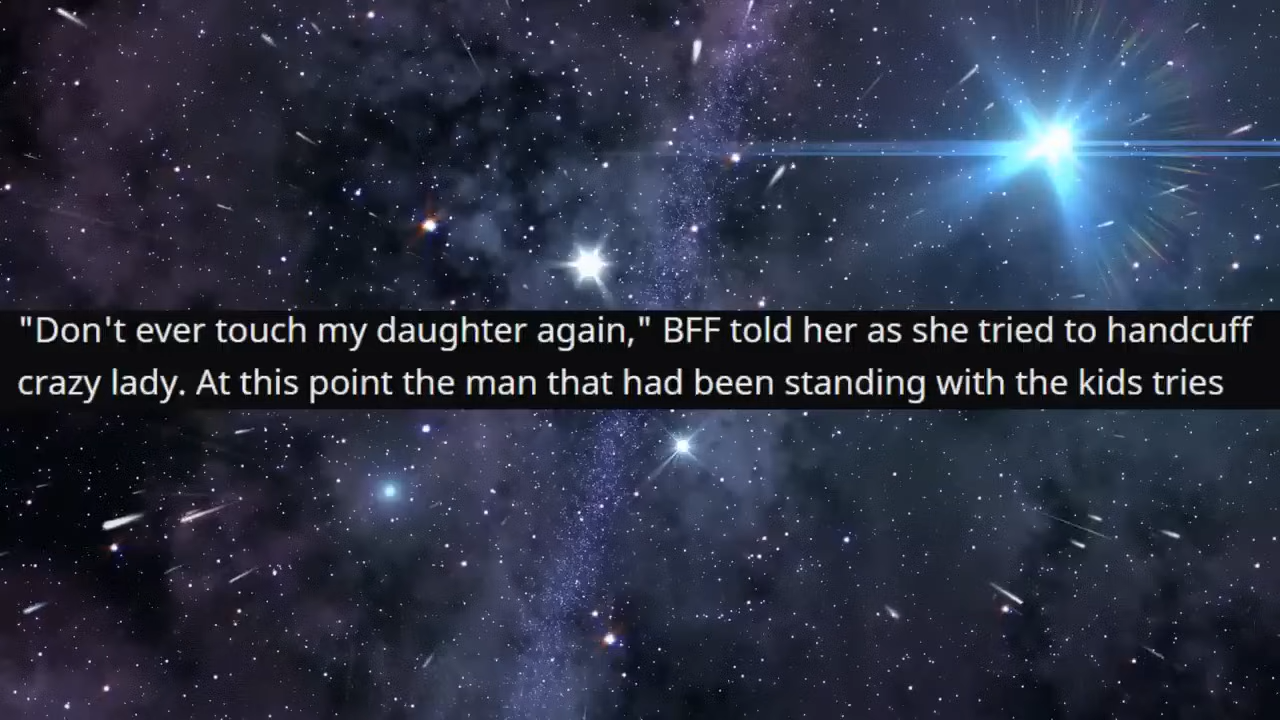 "Don't ever touch my daughter again," BFF told her as she tried to handcuff
crazy lady. At this point the man that had been standing with the kids tries